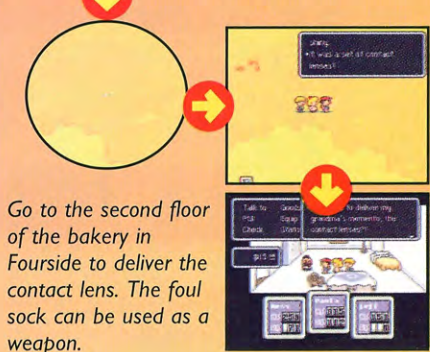 shiny.
•It was a set of contact
lenses!
Go to the second floor
of the bakery in
Fourside to deliver the
contact lens. The foul
sock can be used as a
weapon.
Talk to Goods
PSI Equip
Check Status
to deliver my
grandma's momento, the
contact lenses?!